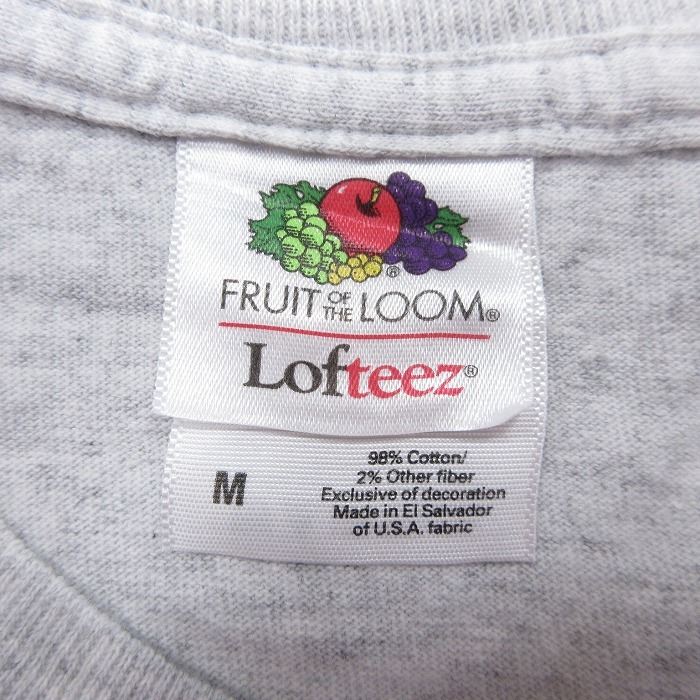 ®
FRUIT OF THE LOOM®
Lofteez®
M
98% Cotton/
2% Other fiber
Exclusive of decoration
Made in El Salvador
of U.S.A. fabric